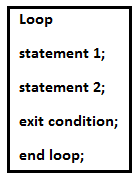 Loop
statement 1;
statement 2;
exit condition;
end loop;